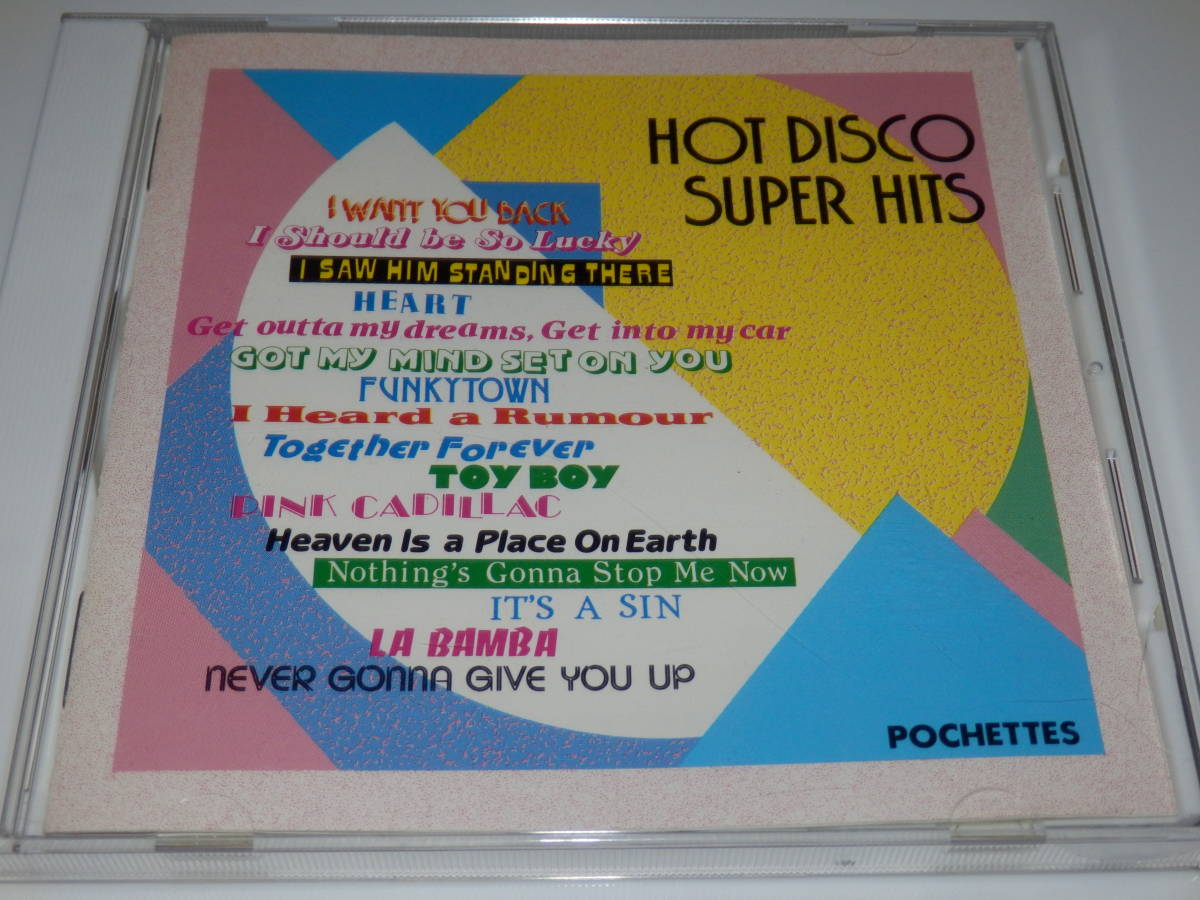 HOT DISCO
SUPER HITS
I WANT YOU BACK
I Should be So Lucky
I SAW HIM STANDING THERE
HEART
Get outta my dreams, Get into my car
GOT MY MIND SET ON YOU
FUNKYTOWN
I Heard a Rumour
Together Forever
TOY BOY
PINK CADILLAC
Heaven Is a Place On Earth
Nothing's Gonna Stop Me Now
IT'S A SIN
LA BAMBA
NEVER GONNA GIVE YOU UP
POCHETTES